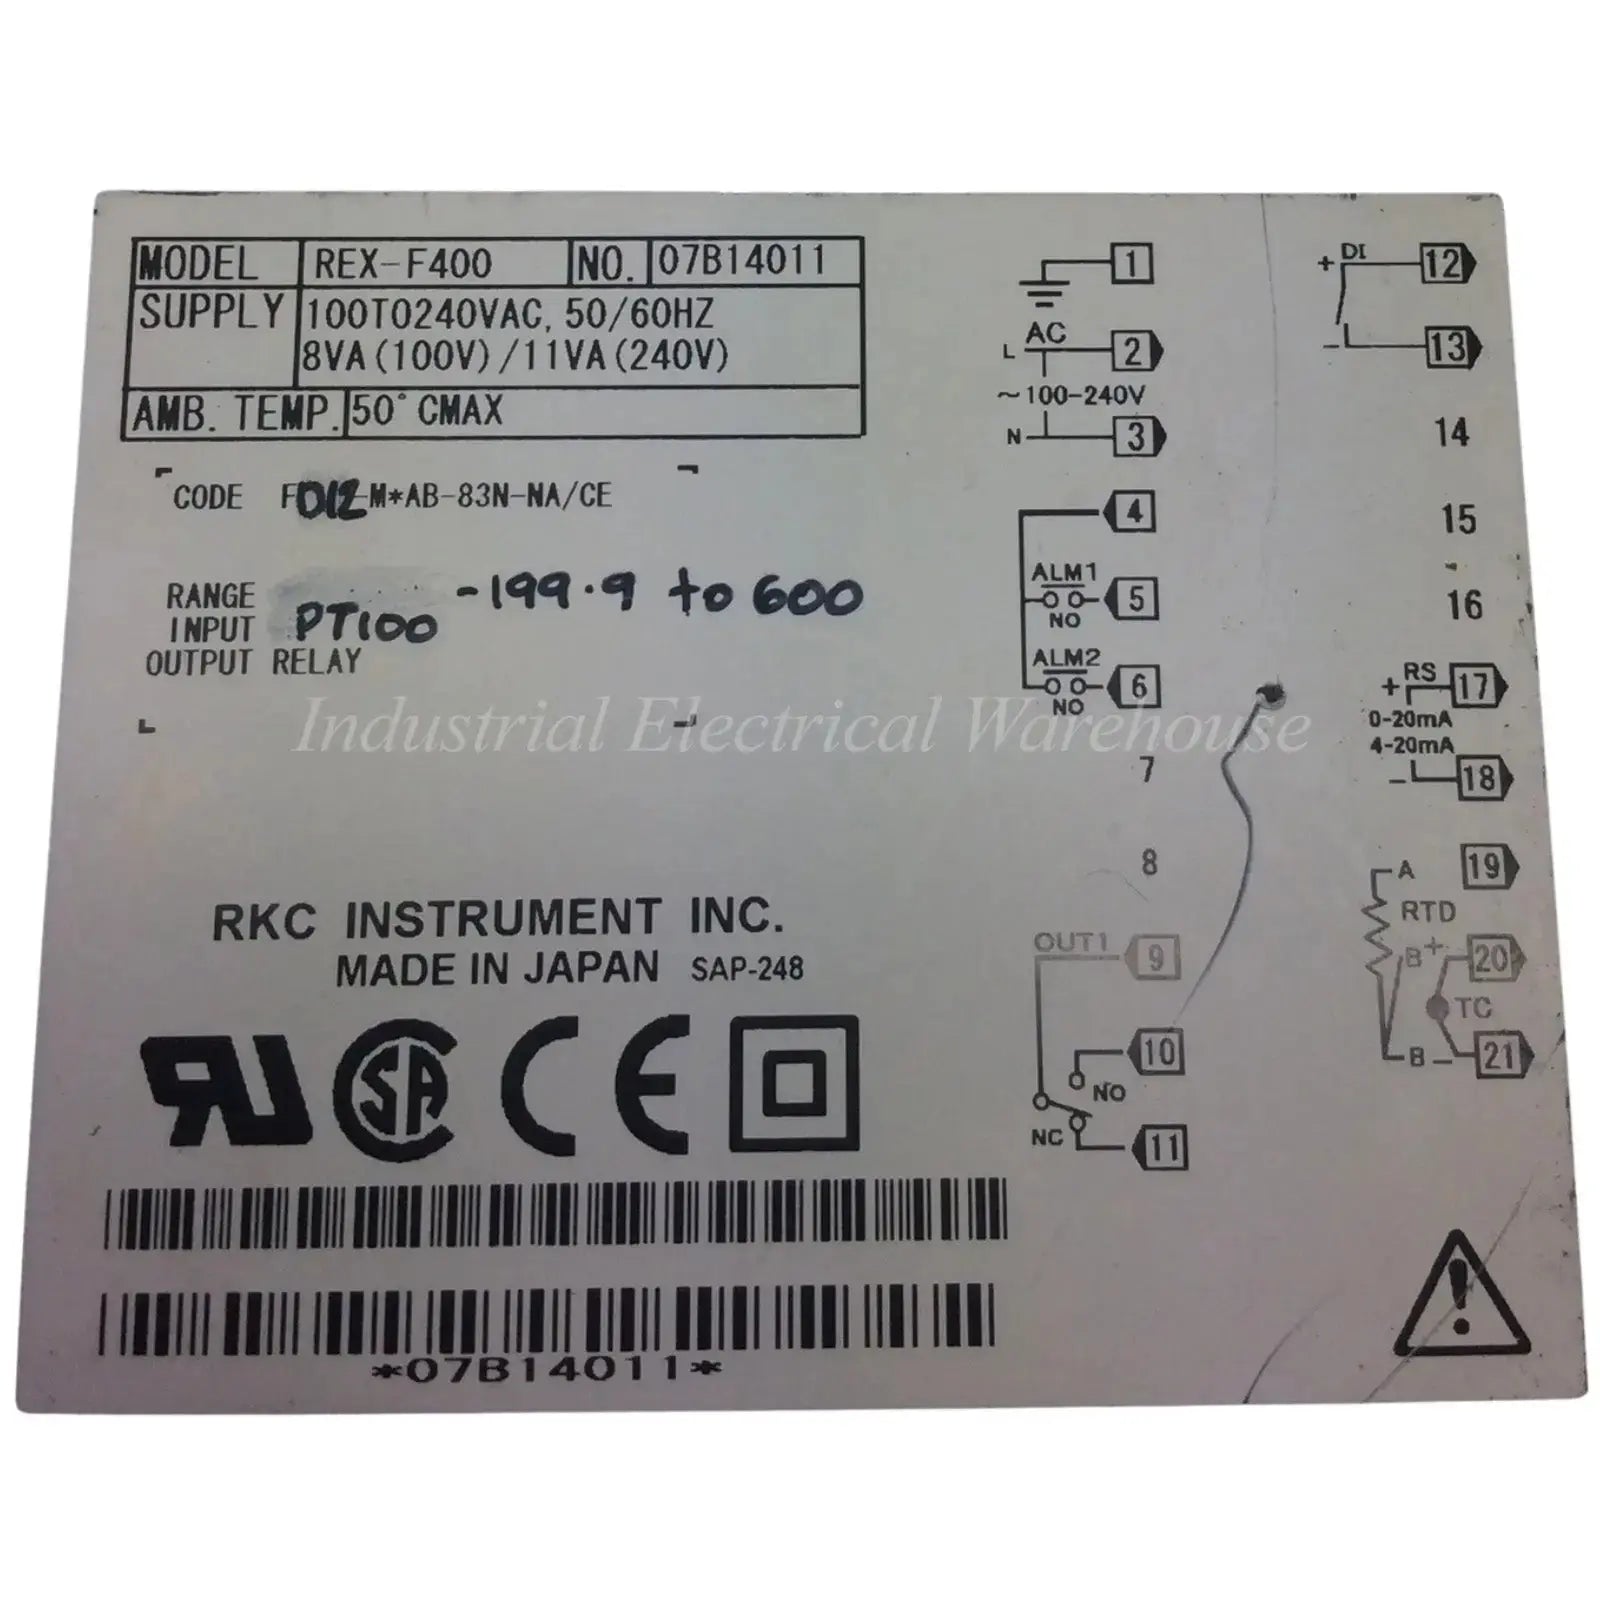 MODEL REX-F400 NO. 07B14011
SUPPLY 100TO240VAC, 50/60HZ
8VA(100V)/11VA(240V)
AMB. TEMP. 50°CMAX
CODE FD12-M*AB-83N-NA/CE
RANGE -199.9 to 600
INPUT PT100
OUTPUT RELAY
Industrial Electrical Warehouse
RKC INSTRUMENT INC.
MADE IN JAPAN SAP-248
RU SA CE
*07B14011*
1
AC
L 2
~100-240V
N 3
4
ALM1
5
NO
ALM2
6
NO
7
8
OUT1 9
10
NO
NC 11
+ DI 12
- 13
14
15
16
+ RS 17
0-20mA
4-20mA
- 18
A 19
RTD
B + 20
TC
B - 21
!